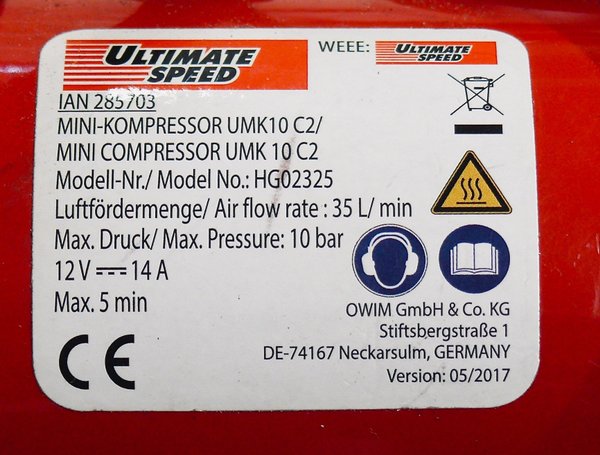 ULTIMATE SPEED
WEEE: ULTIMATE SPEED
IAN 285703
MINI-KOMPRESSOR UMK10 C2/
MINI COMPRESSOR UMK 10 C2
Modell-Nr./ Model No.: HG02325
Luftfördermenge/ Air flow rate : 35 L/ min
Max. Druck/ Max. Pressure: 10 bar
12 V ⎓ 14 A
Max. 5 min
OWIM GmbH & Co. KG
Stiftsbergstraße 1
DE-74167 Neckarsulm, GERMANY
Version: 05/2017
CE